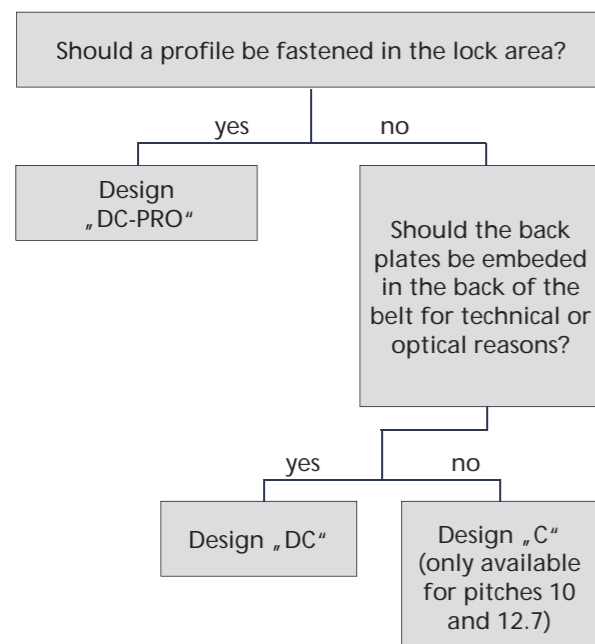 Should a profile be fastened in the lock area?
yes
no
Design
„DC-PRO“
Should the back
plates be embeded
in the back of the
belt for technical or
optical reasons?
yes
no
Design „DC“
Design „C“
(only available
for pitches 10
and 12.7)